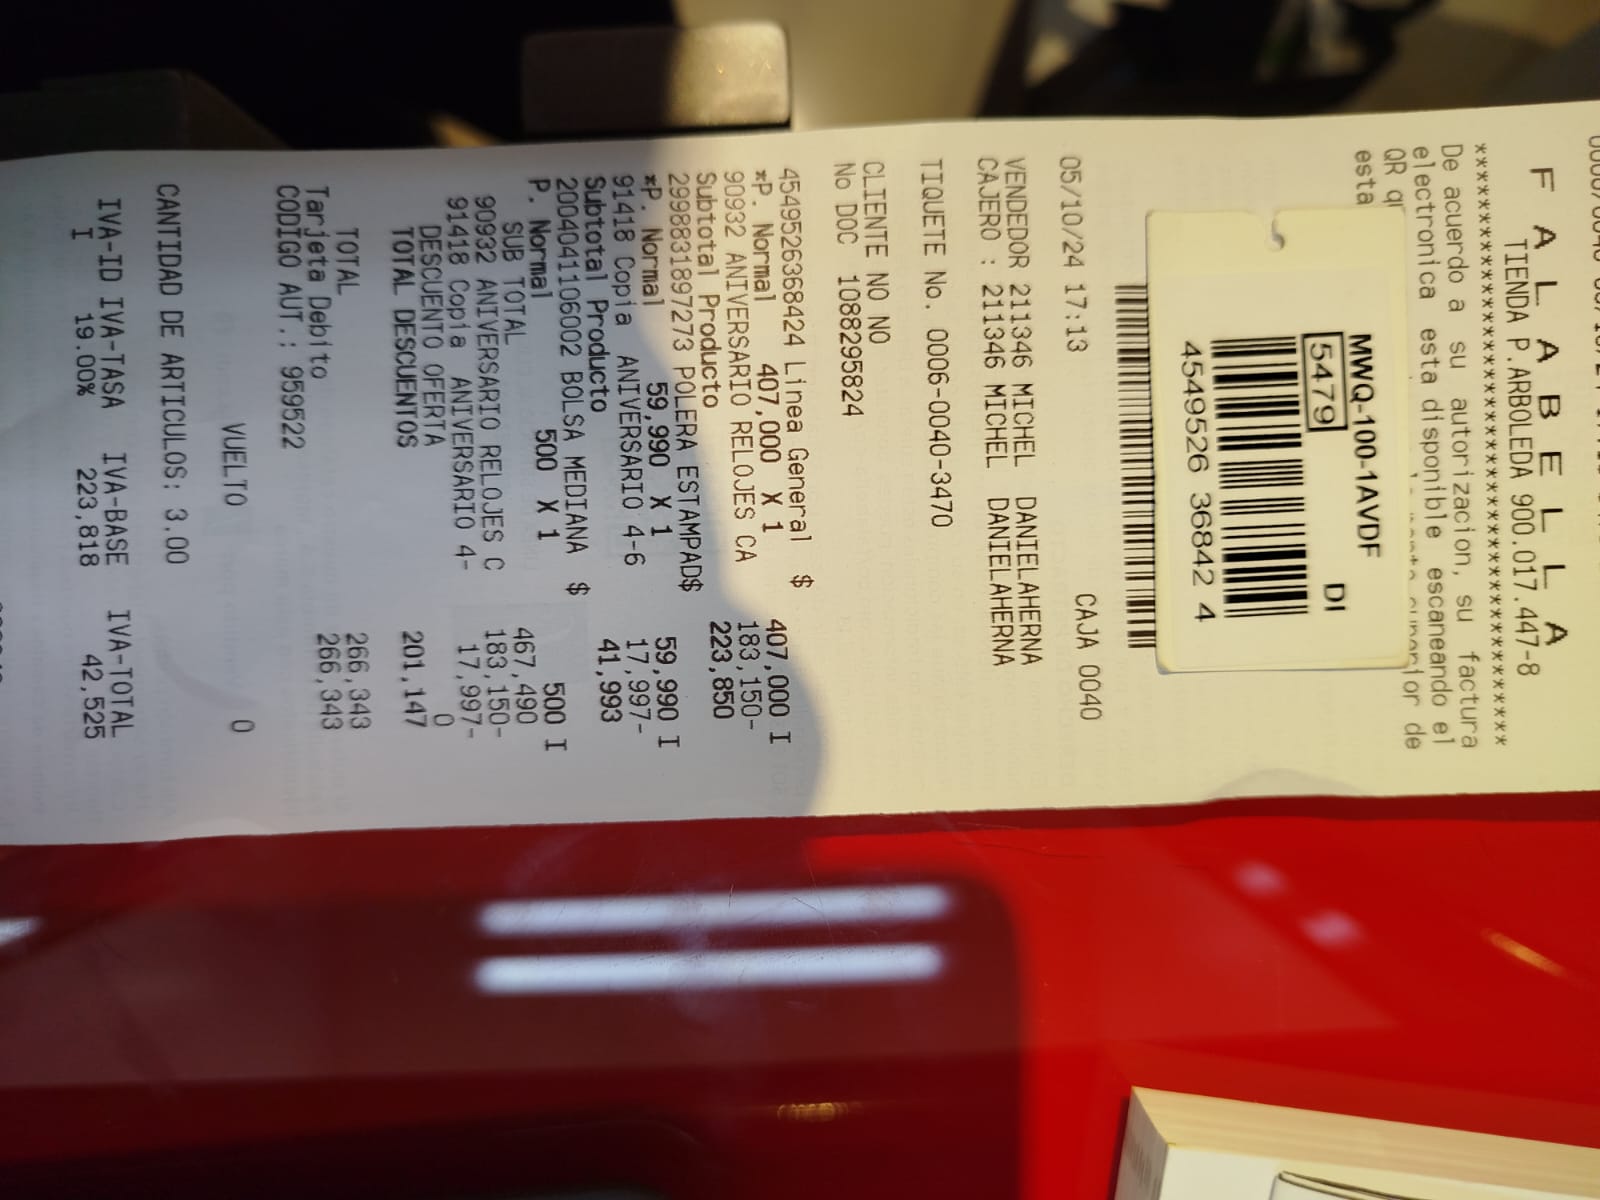 F A L A B E L L A
TIENDA P.ARBOLEDA 900.017.447-8
****************************************
De acuerdo a su autorizacion, su factura
electronica esta disponible escaneando el
QR de
esta
MWQ-100-1AVDF
5479 DI
4549526 36842 4
05/10/24 17:13 CAJA 0040
VENDEDOR 211346 MICHEL DANIELAHERNA
CAJERO : 211346 MICHEL DANIELAHERNA
TIQUETE No. 0006-0040-3470
CLIENTE NO NO
No DOC 1088295824
4549526368424 Linea General $ 407,000 I
*P. Normal 407,000 X 1
90932 ANIVERSARIO RELOJES CA 183,150-
Subtotal Producto 223,850
2998831897273 POLERA ESTAMPAD$ 59,990 I
*P. Normal 59,990 X 1
91418 Copia ANIVERSARIO 4-6 17,997-
Subtotal Producto 41,993
2004041106002 BOLSA MEDIANA $ 500 I
P. Normal 500 X 1
SUB TOTAL 467,490
90932 ANIVERSARIO RELOJES C 183,150-
91418 Copia ANIVERSARIO 4- 17,997-
DESCUENTO OFERTA 0
TOTAL DESCUENTOS 201,147
TOTAL 266,343
Tarjeta Debito 266,343
CODIGO AUT.: 959522
VUELTO 0
CANTIDAD DE ARTICULOS: 3.00
IVA-ID IVA-TASA IVA-BASE IVA-TOTAL
I 19.00% 223,818 42,525